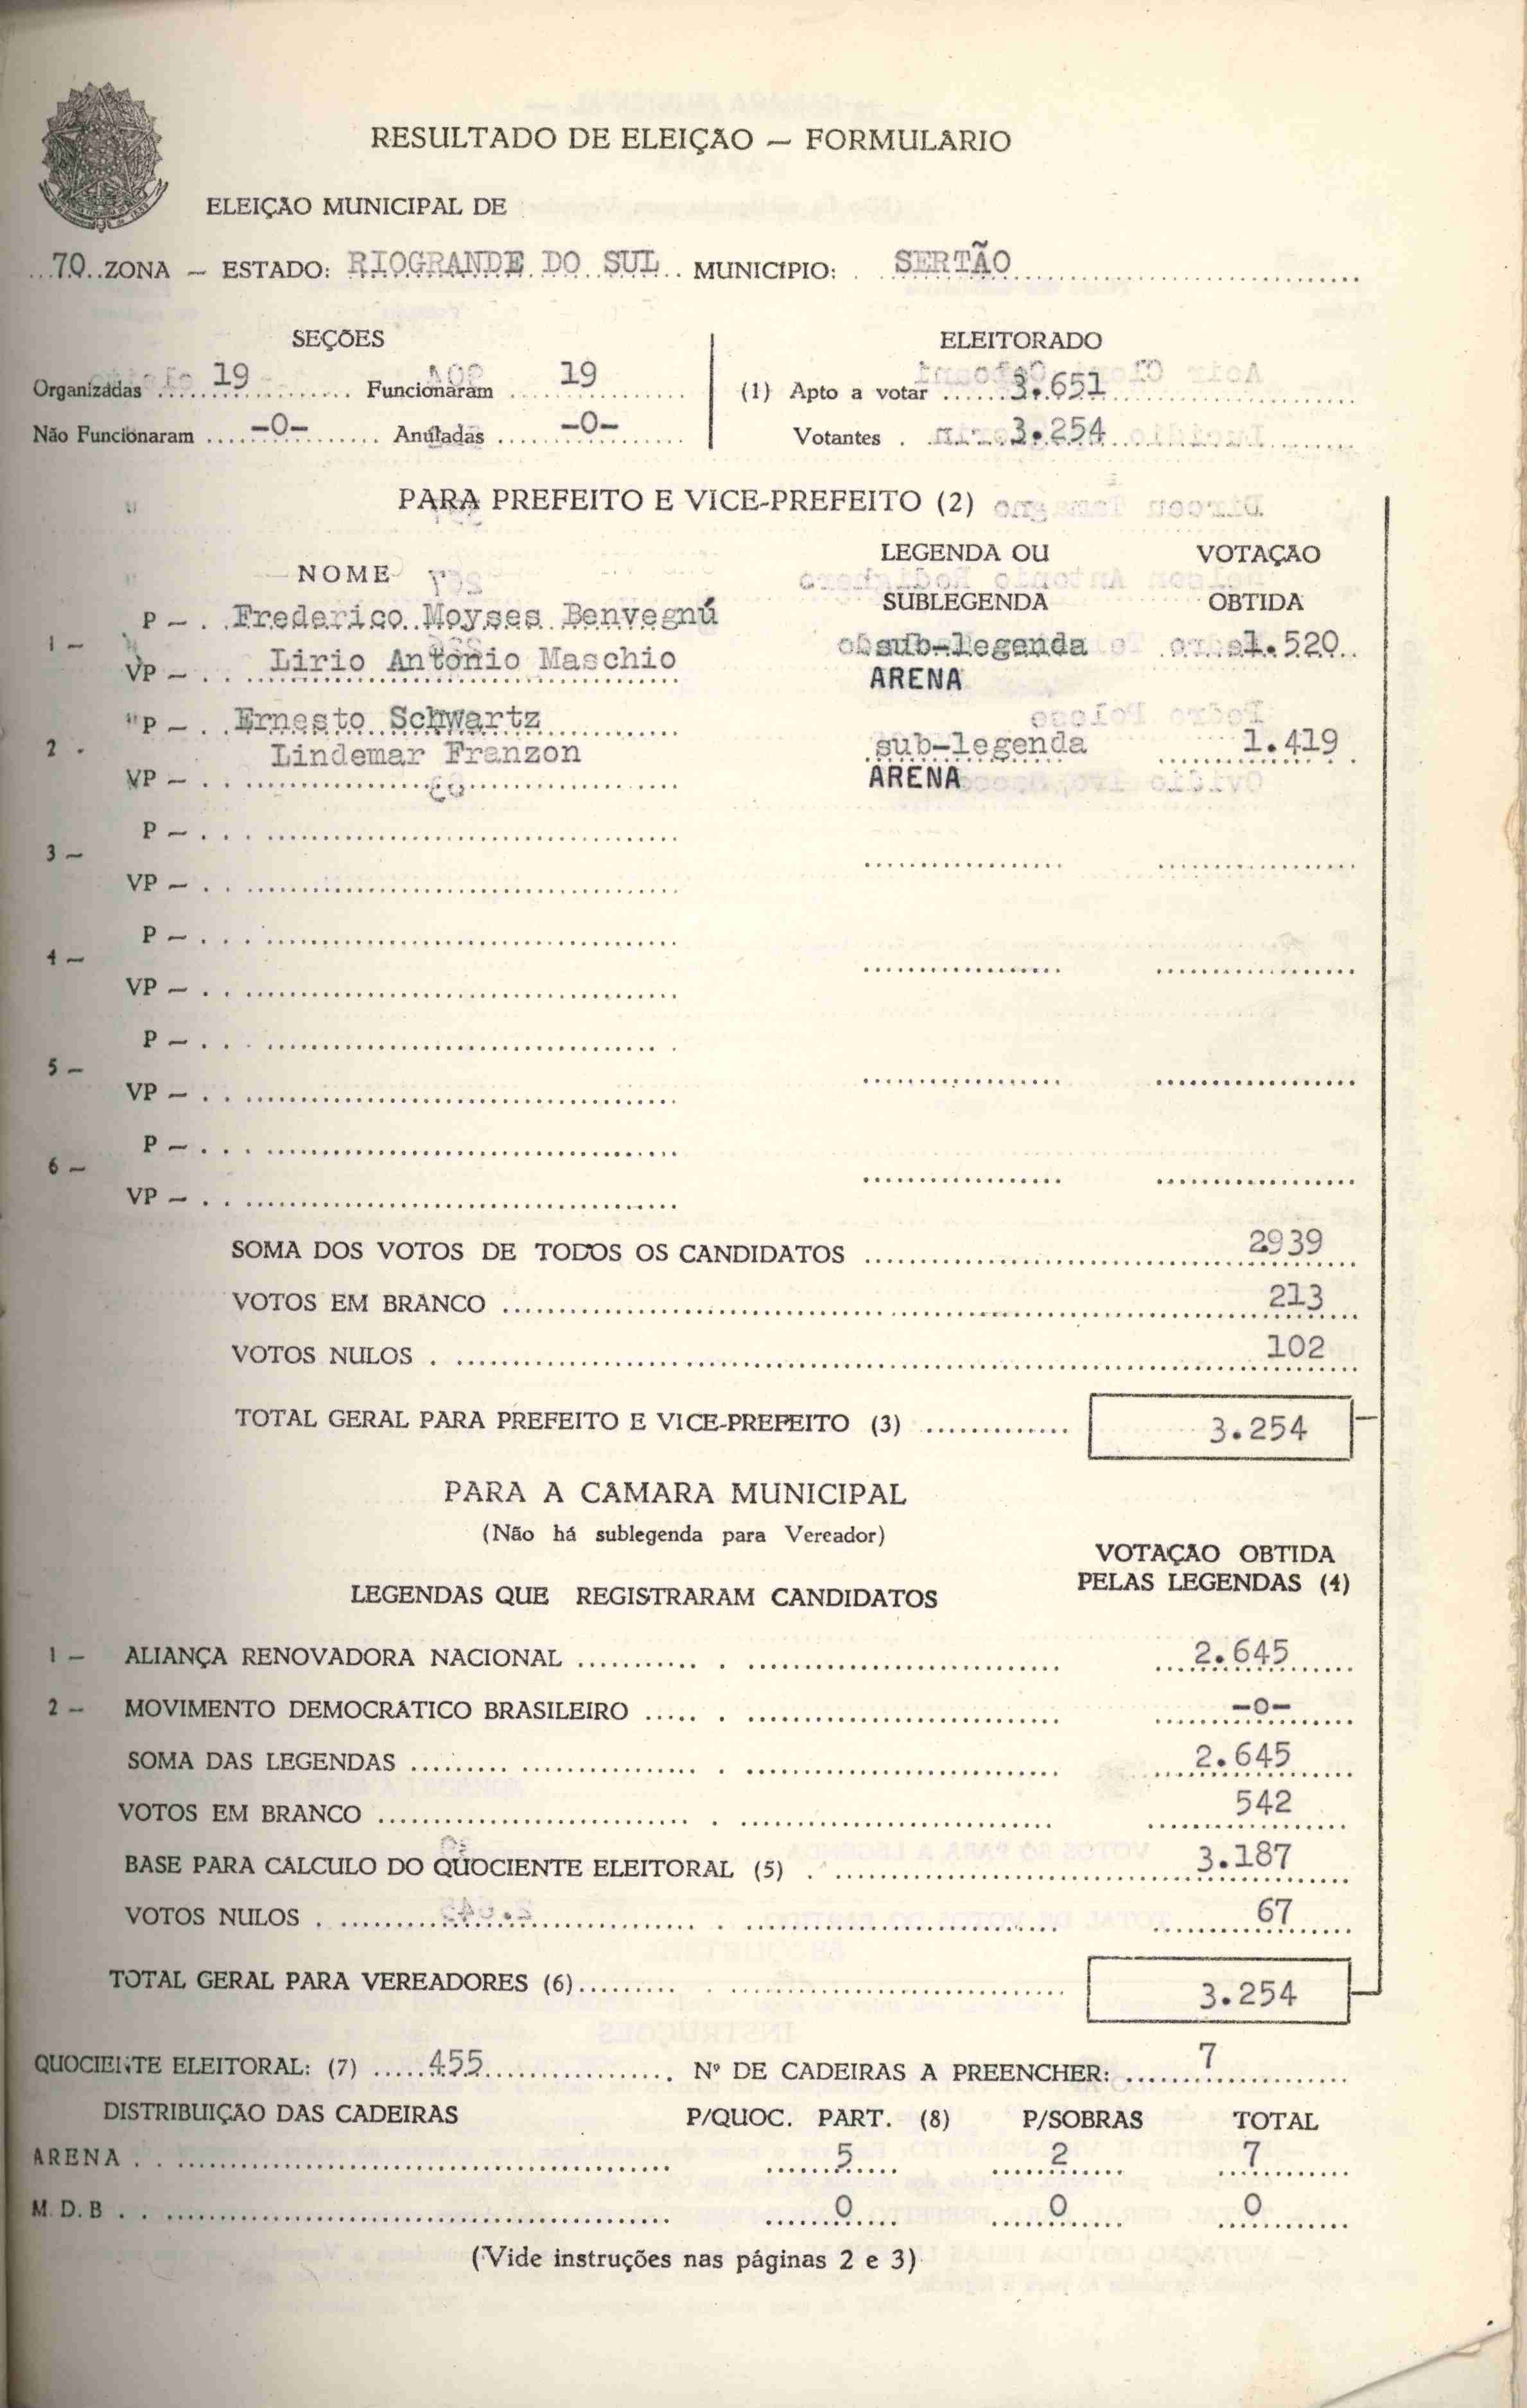 RESULTADO DE ELEIÇÃO — FORMULARIO
ELEIÇÃO MUNICIPAL DE
70 ZONA — ESTADO: RIOGRANDE DO SUL MUNICIPIO: SERTÃO
SEÇÕES ELEITORADO
Organizadas 19 Funcionaram 19 (1) Apto a votar 3.651
Não Funcionaram -0- Anuladas -0- Votantes 3.254
PARA PREFEITO E VICE-PREFEITO (2)
NOME LEGENDA OU SUBLEGENDA VOTAÇÃO OBTIDA
1 — P — Frederico Moyses Benvegnú
VP — Lirio Antonio Maschio sub-legenda ARENA 1.520
2 - P — Ernesto Schwartz
VP — Lindemar Franzon sub-legenda ARENA 1.419
3 — P —
VP —
4 — P —
VP —
5 — P —
VP —
6 — P —
VP —
SOMA DOS VOTOS DE TODOS OS CANDIDATOS 2939
VOTOS EM BRANCO 213
VOTOS NULOS 102
TOTAL GERAL PARA PREFEITO E VICE-PREFEITO (3) 3.254
PARA A CAMARA MUNICIPAL
(Não há sublegenda para Vereador)
LEGENDAS QUE REGISTRARAM CANDIDATOS VOTAÇÃO OBTIDA PELAS LEGENDAS (4)
1 — ALIANÇA RENOVADORA NACIONAL 2.645
2 — MOVIMENTO DEMOCRATICO BRASILEIRO -0-
SOMA DAS LEGENDAS 2.645
VOTOS EM BRANCO 542
BASE PARA CALCULO DO QUOCIENTE ELEITORAL (5) 3.187
VOTOS NULOS 67
TOTAL GERAL PARA VEREADORES (6) 3.254
QUOCIENTE ELEITORAL: (7) 455 Nº DE CADEIRAS A PREENCHER: 7
DISTRIBUIÇÃO DAS CADEIRAS P/QUOC. PART. (8) P/SOBRAS TOTAL
ARENA 5 2 7
M. D. B 0 0 0
(Vide instruções nas páginas 2 e 3)